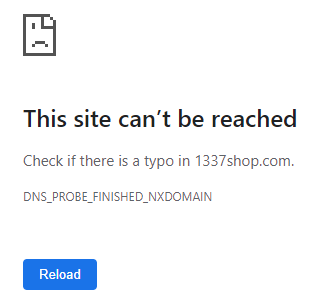 This site can’t be reached
Check if there is a typo in 1337shop.com.
DNS_PROBE_FINISHED_NXDOMAIN
Reload